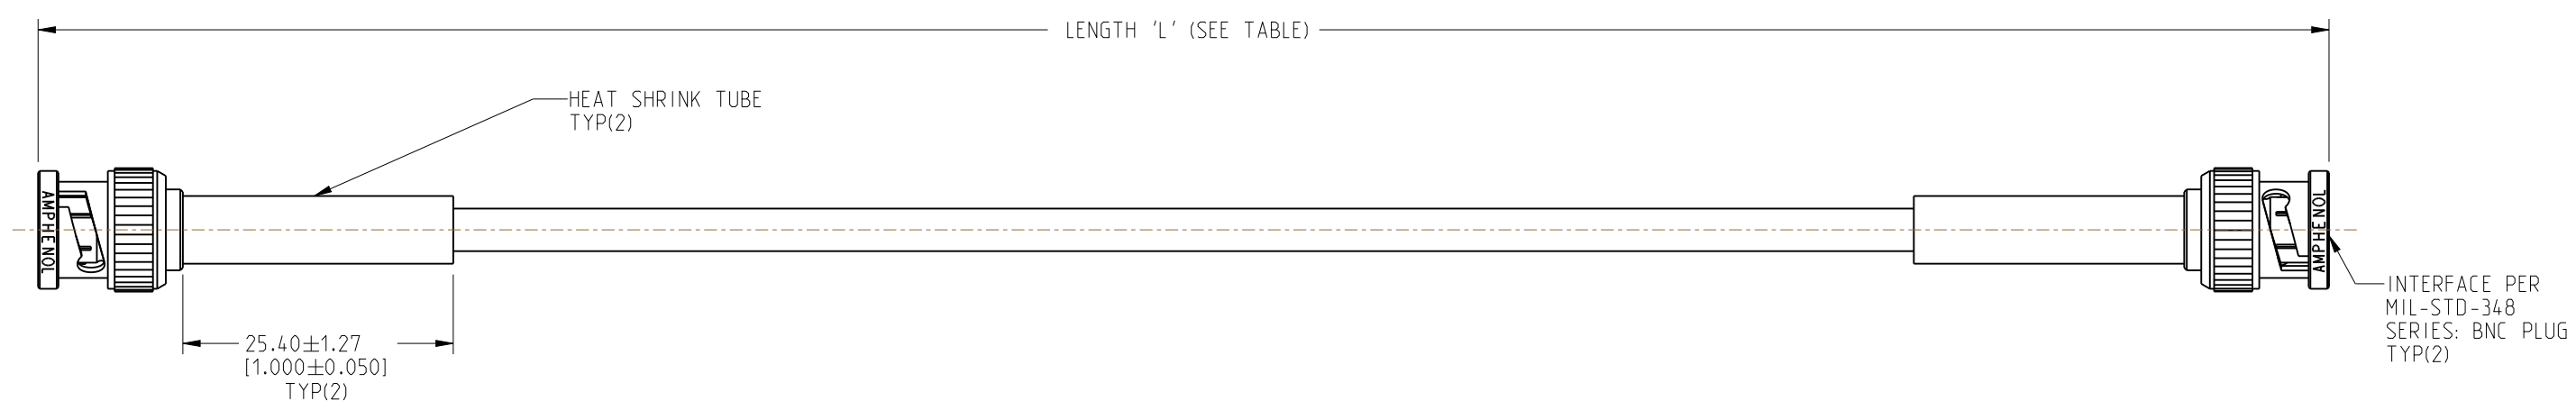 LENGTH 'L' (SEE TABLE)
HEAT SHRINK TUBE
TYP(2)
AMPHENOL
AMPHENOL
INTERFACE PER
MIL-STD-348
SERIES: BNC PLUG
TYP(2)
25.40±1.27
[1.000±0.050]
TYP(2)